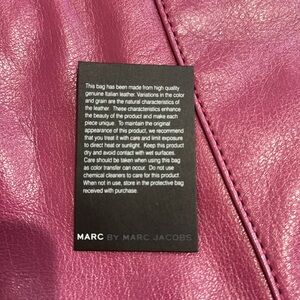 This bag has been made from high quality
genuine Italian leather. Variations in the color
and grain are the natural characteristics of
the leather. These characteristics enhance
the beauty of the product and make each
piece unique. To maintain the original
appearance of this product, we recommend
that you treat it with care and limit exposure
to direct heat or sunlight. Keep this product
dry and avoid contact with wet surfaces.
Care should be taken when using this bag
as color transfer can occur. Do not use
chemical cleaners to care for this product.
When not in use, store in the protective bag
received with purchase.
MARC BY MARC JACOBS